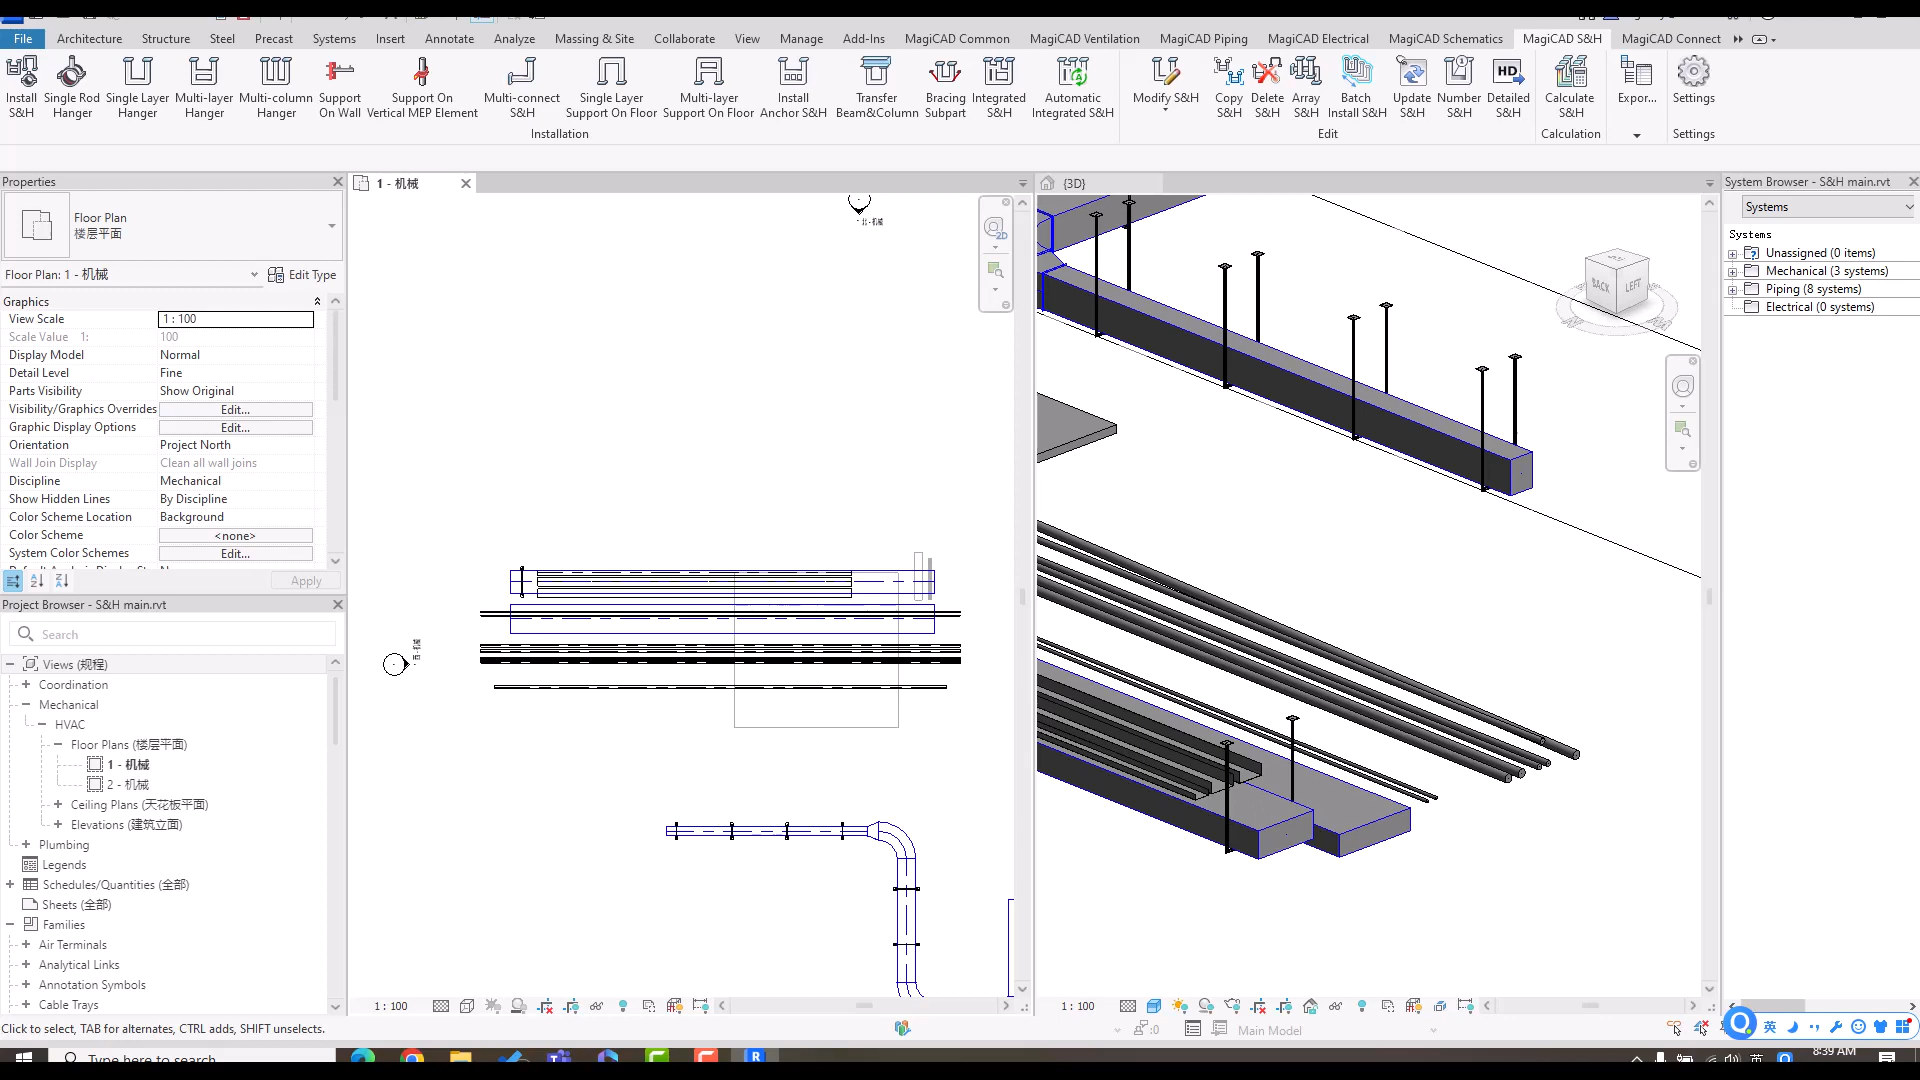 File Architecture Structure Steel Precast Systems Insert Annotate Analyze Massing & Site Collaborate View Manage Add-Ins MagiCAD Common MagiCAD Ventilation MagiCAD Piping MagiCAD Electrical MagiCAD Schematics MagiCAD S&H MagiCAD Connect
Install S&H
Single Rod Hanger
Single Layer Hanger
Multi-layer Hanger
Multi-column Hanger
Support On Wall
Support On Vertical MEP Element
Multi-connect S&H
Single Layer Support On Floor
Multi-layer Support On Floor
Install Anchor S&H
Transfer Beam&Column
Bracing Subpart
Integrated S&H
Automatic Integrated S&H
Modify S&H
Copy S&H
Delete S&H
Array S&H
Batch Install S&H
Update S&H
Number S&H
HD
Detailed S&H
Calculate S&H
Expor...
Settings
Installation Edit Calculation Settings
Properties
Floor Plan
楼层平面
Floor Plan: 1 - 机械 Edit Type
Graphics
View Scale 1 : 100
Scale Value 1: 100
Display Model Normal
Detail Level Fine
Parts Visibility Show Original
Visibility/Graphics Overrides Edit...
Graphic Display Options Edit...
Orientation Project North
Wall Join Display Clean all wall joins
Discipline Mechanical
Show Hidden Lines By Discipline
Color Scheme Location Background
Color Scheme <none>
System Color Schemes Edit...
Apply
Project Browser - S&H main.rvt
Search
Views (规程)
Coordination
Mechanical
HVAC
Floor Plans (楼层平面)
1 - 机械
2 - 机械
Ceiling Plans (天花板平面)
Elevations (建筑立面)
Plumbing
Legends
Schedules/Quantities (全部)
Sheets (全部)
Families
Air Terminals
Analytical Links
Annotation Symbols
Cable Trays
1 - 机械
北 - 机械
2D
西 - 机械
1 : 100
{3D}
BACK
LEFT
1 : 100
System Browser - S&H main.rvt
Systems
Systems
Unassigned (0 items)
Mechanical (3 systems)
Piping (8 systems)
Electrical (0 systems)
Click to select, TAB for alternates, CTRL adds, SHIFT unselects.
:0
Main Model
英
Type here to search
英
8:39 AM